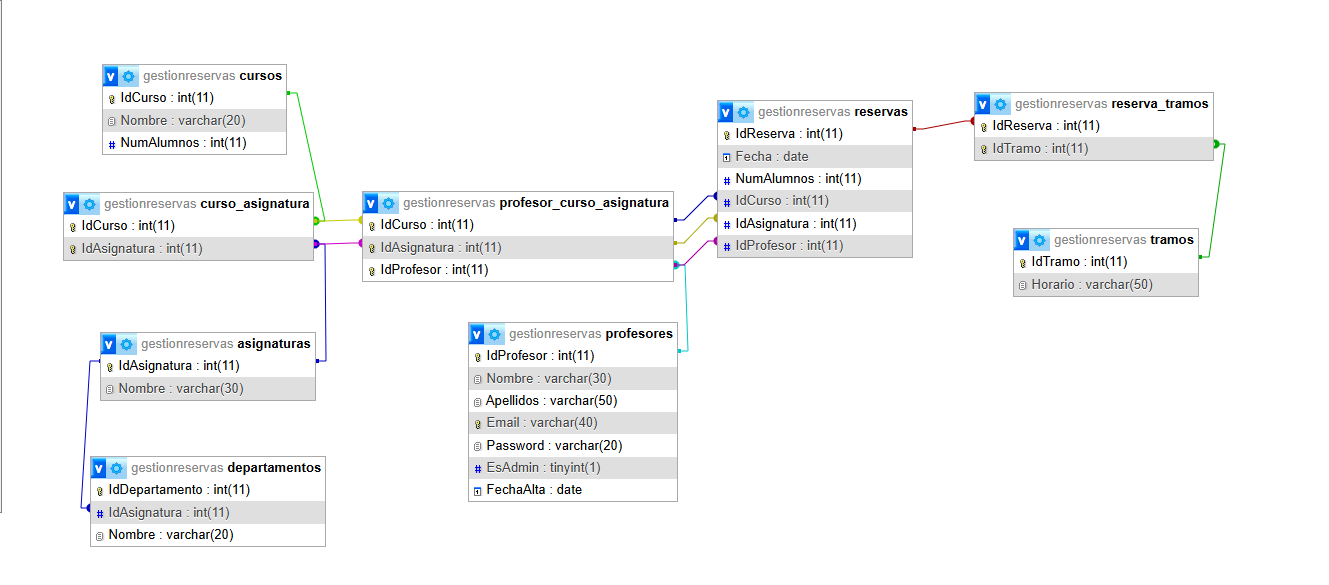 gestionreservas cursos
IdCurso : int(11)
Nombre : varchar(20)
NumAlumnos : int(11)
gestionreservas curso_asignatura
IdCurso : int(11)
IdAsignatura : int(11)
gestionreservas asignaturas
IdAsignatura : int(11)
Nombre : varchar(30)
gestionreservas departamentos
IdDepartamento : int(11)
IdAsignatura : int(11)
Nombre : varchar(20)
gestionreservas profesor_curso_asignatura
IdCurso : int(11)
IdAsignatura : int(11)
IdProfesor : int(11)
gestionreservas profesores
IdProfesor : int(11)
Nombre : varchar(30)
Apellidos : varchar(50)
Email : varchar(40)
Password : varchar(20)
EsAdmin : tinyint(1)
FechaAlta : date
gestionreservas reservas
IdReserva : int(11)
Fecha : date
NumAlumnos : int(11)
IdCurso : int(11)
IdAsignatura : int(11)
IdProfesor : int(11)
gestionreservas reserva_tramos
IdReserva : int(11)
IdTramo : int(11)
gestionreservas tramos
IdTramo : int(11)
Horario : varchar(50)